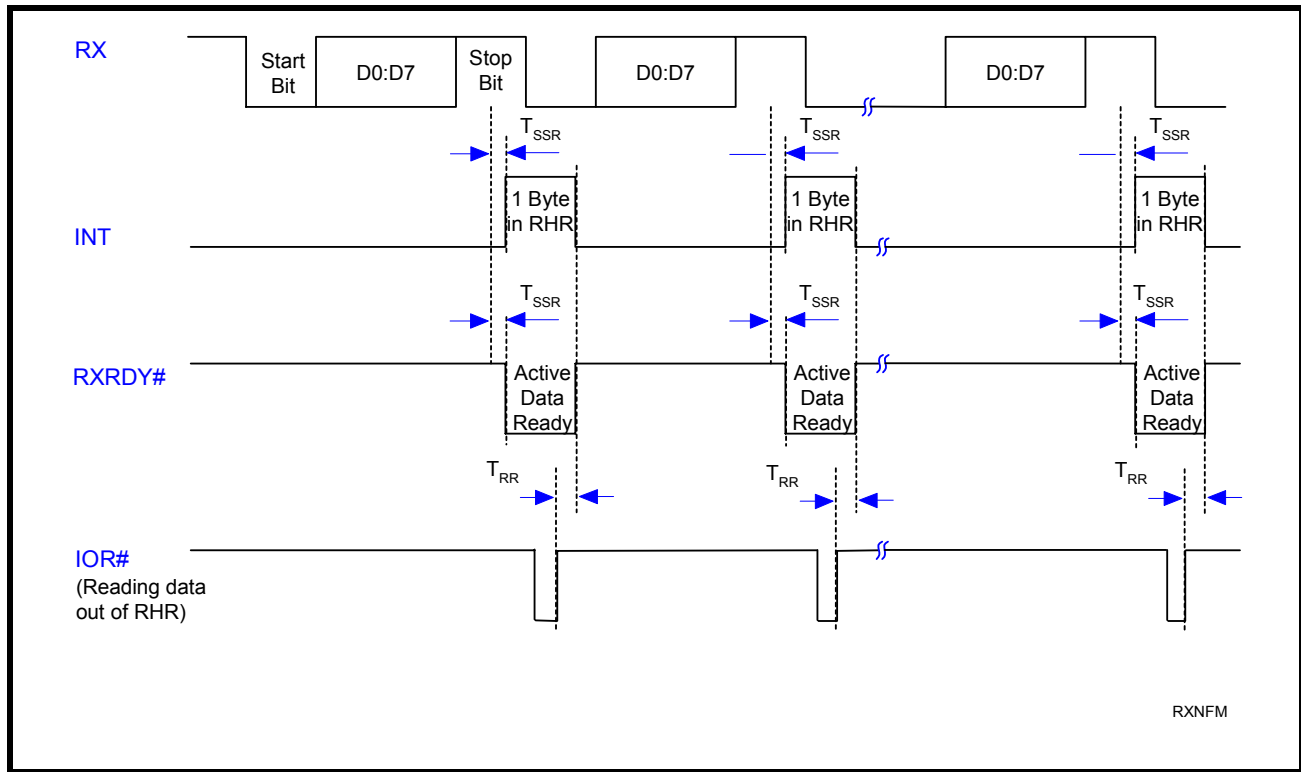 RX
Start
Bit
D0:D7
Stop
Bit
D0:D7
D0:D7
TSSR
TSSR
TSSR
INT
1 Byte
in RHR
1 Byte
in RHR
1 Byte
in RHR
TSSR
TSSR
TSSR
RXRDY#
Active
Data
Ready
Active
Data
Ready
Active
Data
Ready
TRR
TRR
TRR
IOR#
(Reading data
out of RHR)
RXNFM